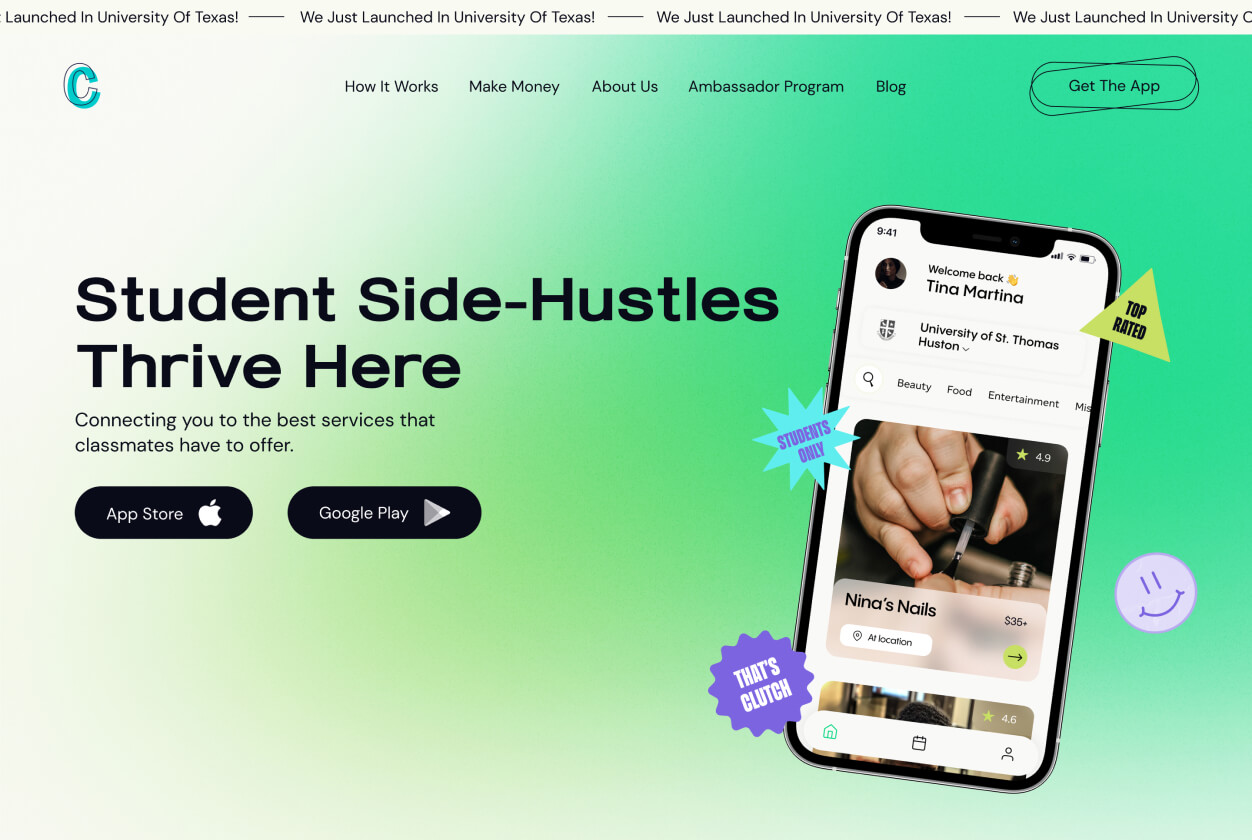 Launched In University Of Texas! —— We Just Launched In University Of Texas! —— We Just Launched In University Of Texas! —— We Just Launched In University
C
How It Works
Make Money
About Us
Ambassador Program
Blog
Get The App
Student Side-Hustles
Thrive Here
Connecting you to the best services that
classmates have to offer.
App Store
Google Play
9:41
Welcome back 👋
Tina Martina
University of St. Thomas
Huston
Beauty
Food
Entertainment
Mis
4.9
Nina's Nails
$35+
At location
4.6
TOP
RATED
STUDENTS
ONLY
THAT'S
CLUTCH